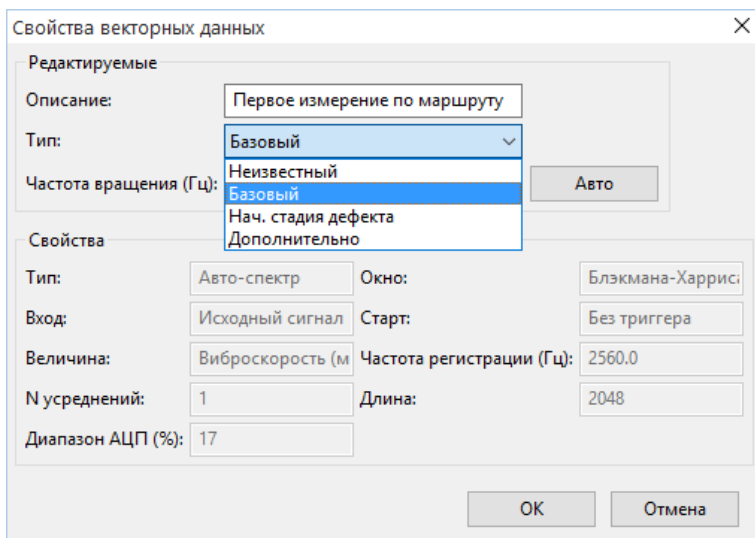 Свойства векторных данных
Редактируемые
Описание: Первое измерение по маршруту
Тип: Базовый
Неизвестный
Частота вращения (Гц): Базовый Авто
Нач. стадия дефекта
Дополнительно
Свойства
Тип: Авто-спектр Окно: Блэкмана-Харриса
Вход: Исходный сигнал Старт: Без триггера
Величина: Виброскорость (м Частота регистрации (Гц): 2560.0
N усреднений: 1 Длина: 2048
Диапазон АЦП (%): 17
OK Отмена